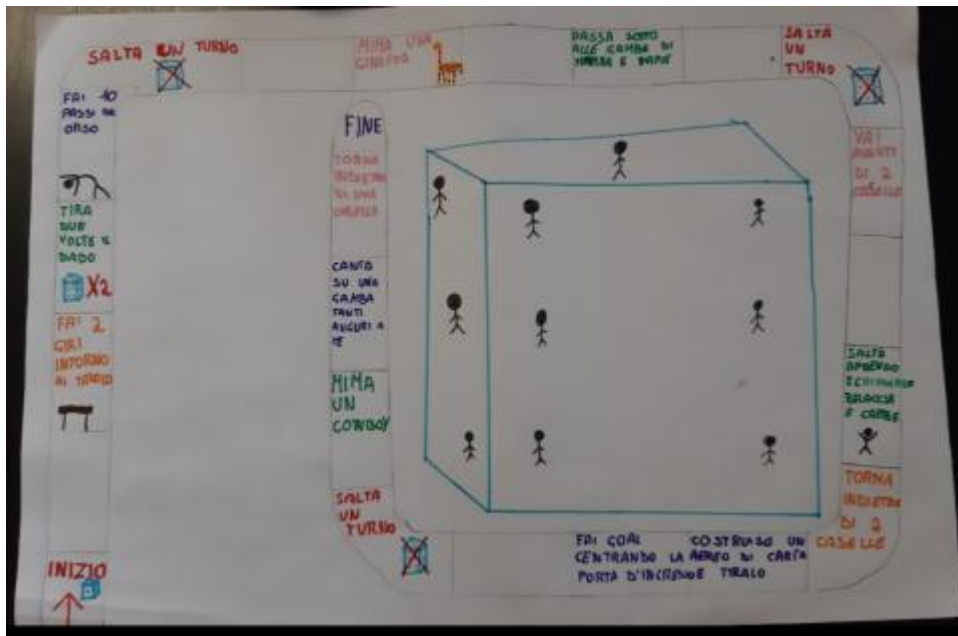 INIZIO
FAI 2
GIRI
INTORNO
AL TAVOLO
TIRA
DUE
VOLTE IL
DADO
X2
FAI 10
PASSI DA
ORSO
SALTA UN TURNO
MIMA UNA
GIRAFFA
PASSA SOTTO
ALLE GAMBE DI
MAMMA E PAPA'
SALTA
UN
TURNO
VAI
AVANTI
DI 2
CASELLE
SALTA
APRENDO
E CHIUDENDO
BRACCIA
E GAMBE
TORNA
INDIETRO
DI 2
CASELLE
COSTRUISCI UN
AEREO DI CARTA
E TIRALO
FAI GOAL
CENTRANDO LA
PORTA D'INGRESSO
SALTA
UN
TURNO
MIMA
UN
COWBOY
CANTA
SU UNA
GAMBA
TANTI
AUGURI A
TE
TORNA
INDIETRO
DI UNA
CASELLA
FINE